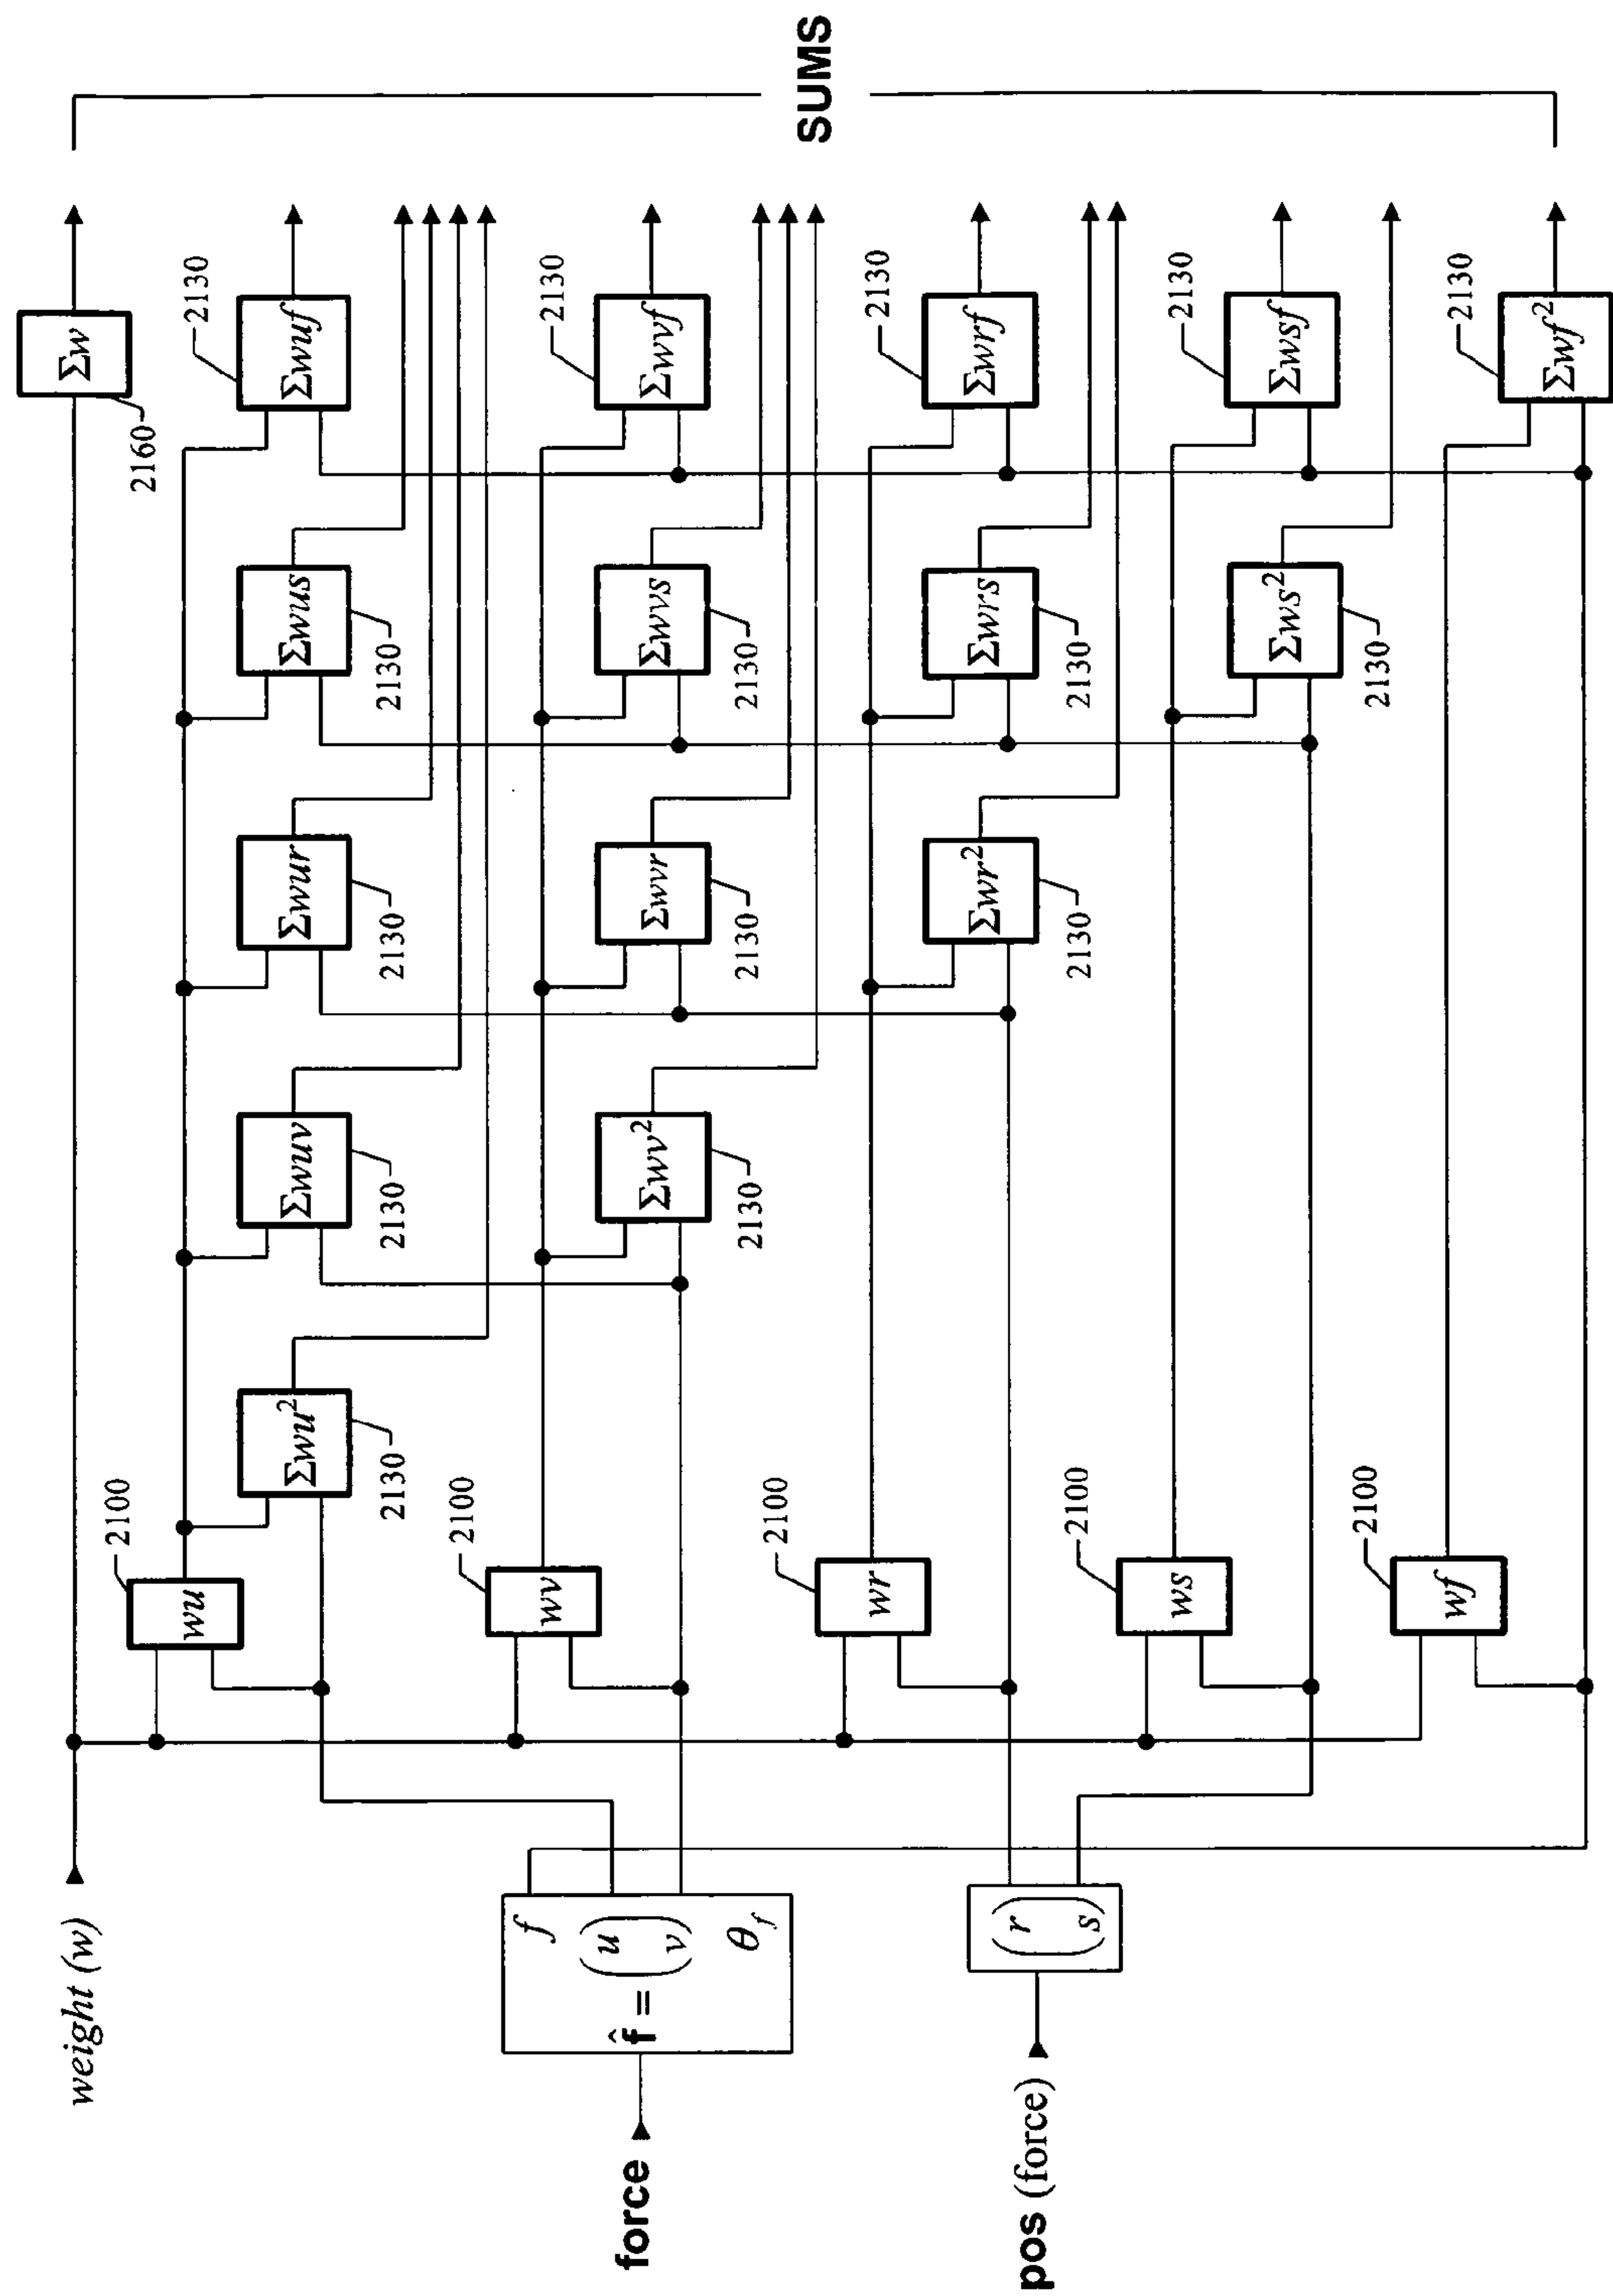 weight (w)
Σw
2160
SUMS
2100
wu
Σwu²
2130
Σwuv
2130
Σwur
2130
Σwus
2130
Σwuf
2130
2100
wv
Σwv²
2130
Σwvr
2130
Σwvs
2130
Σwvf
2130
force
f
f̂ = (u v)
θf
2100
wr
Σwr²
2130
Σwrs
2130
Σwrf
2130
pos (force)
(r s)
2100
ws
Σws²
2130
Σwsf
2130
2100
wf
Σwf²
2130